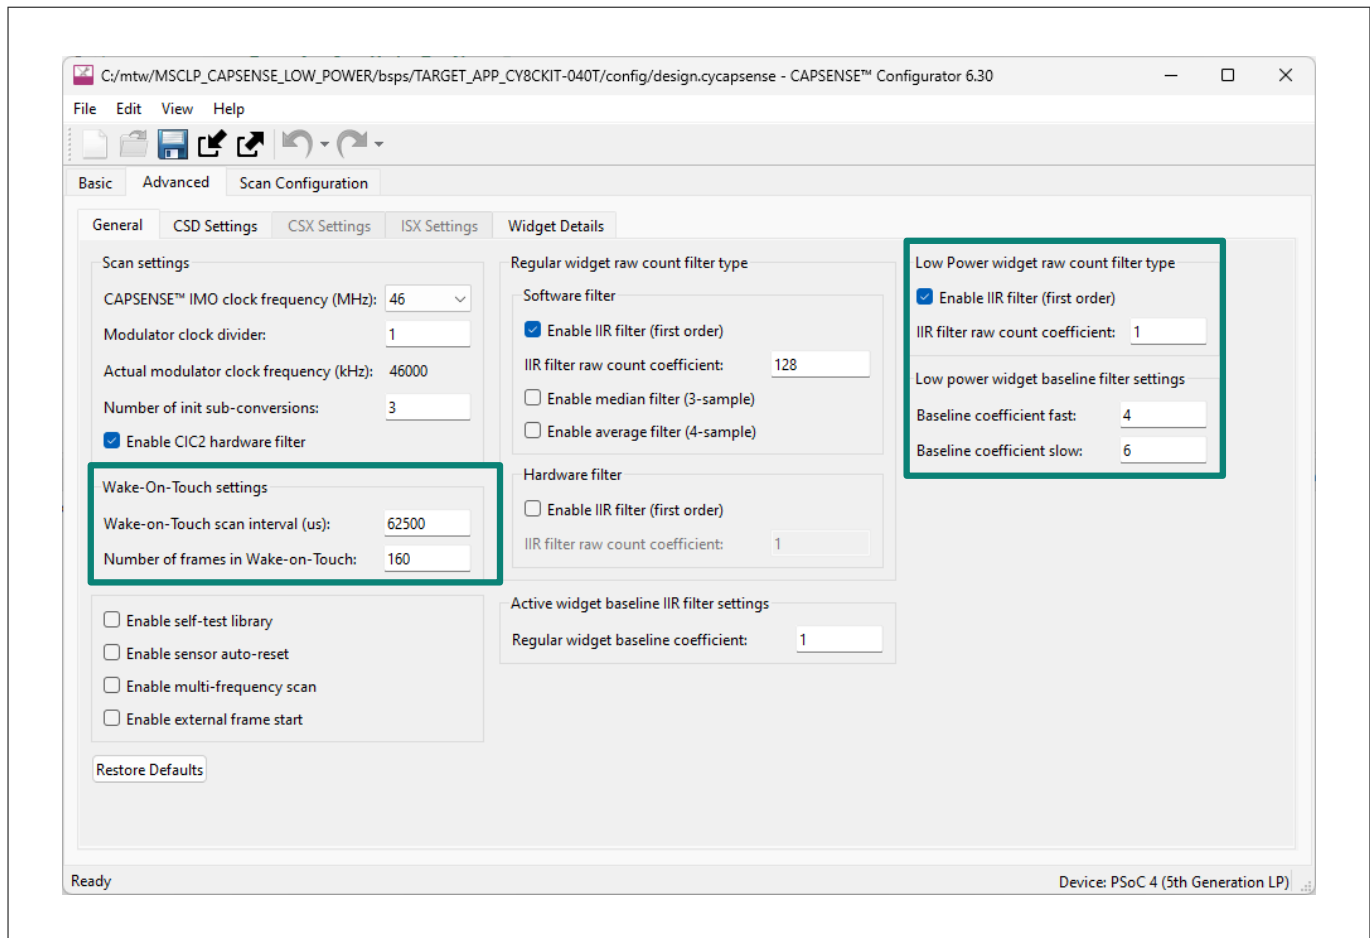 C:/mtw/MSCLP_CAPSENSE_LOW_POWER/bsps/TARGET_APP_CY8CKIT-040T/config/design.cycapsense - CAPSENSE™ Configurator 6.30
File Edit View Help
Basic Advanced Scan Configuration
General CSD Settings CSX Settings ISX Settings Widget Details
Scan settings
CAPSENSE™ IMO clock frequency (MHz): 46
Modulator clock divider: 1
Actual modulator clock frequency (kHz): 46000
Number of init sub-conversions: 3
Enable CIC2 hardware filter
Wake-On-Touch settings
Wake-on-Touch scan interval (us): 62500
Number of frames in Wake-on-Touch: 160
Enable self-test library
Enable sensor auto-reset
Enable multi-frequency scan
Enable external frame start
Restore Defaults
Regular widget raw count filter type
Software filter
Enable IIR filter (first order)
IIR filter raw count coefficient: 128
Enable median filter (3-sample)
Enable average filter (4-sample)
Hardware filter
Enable IIR filter (first order)
IIR filter raw count coefficient: 1
Active widget baseline IIR filter settings
Regular widget baseline coefficient: 1
Low Power widget raw count filter type
Enable IIR filter (first order)
IIR filter raw count coefficient: 1
Low power widget baseline filter settings
Baseline coefficient fast: 4
Baseline coefficient slow: 6
Ready
Device: PSoC 4 (5th Generation LP)